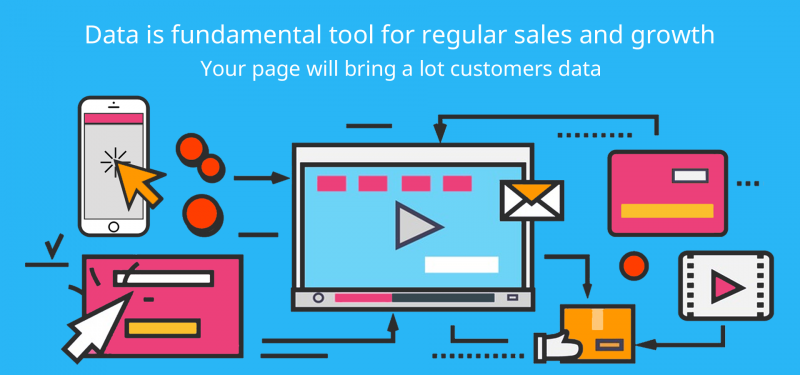 Data is fundamental tool for regular sales and growth
Your page will bring a lot customers data